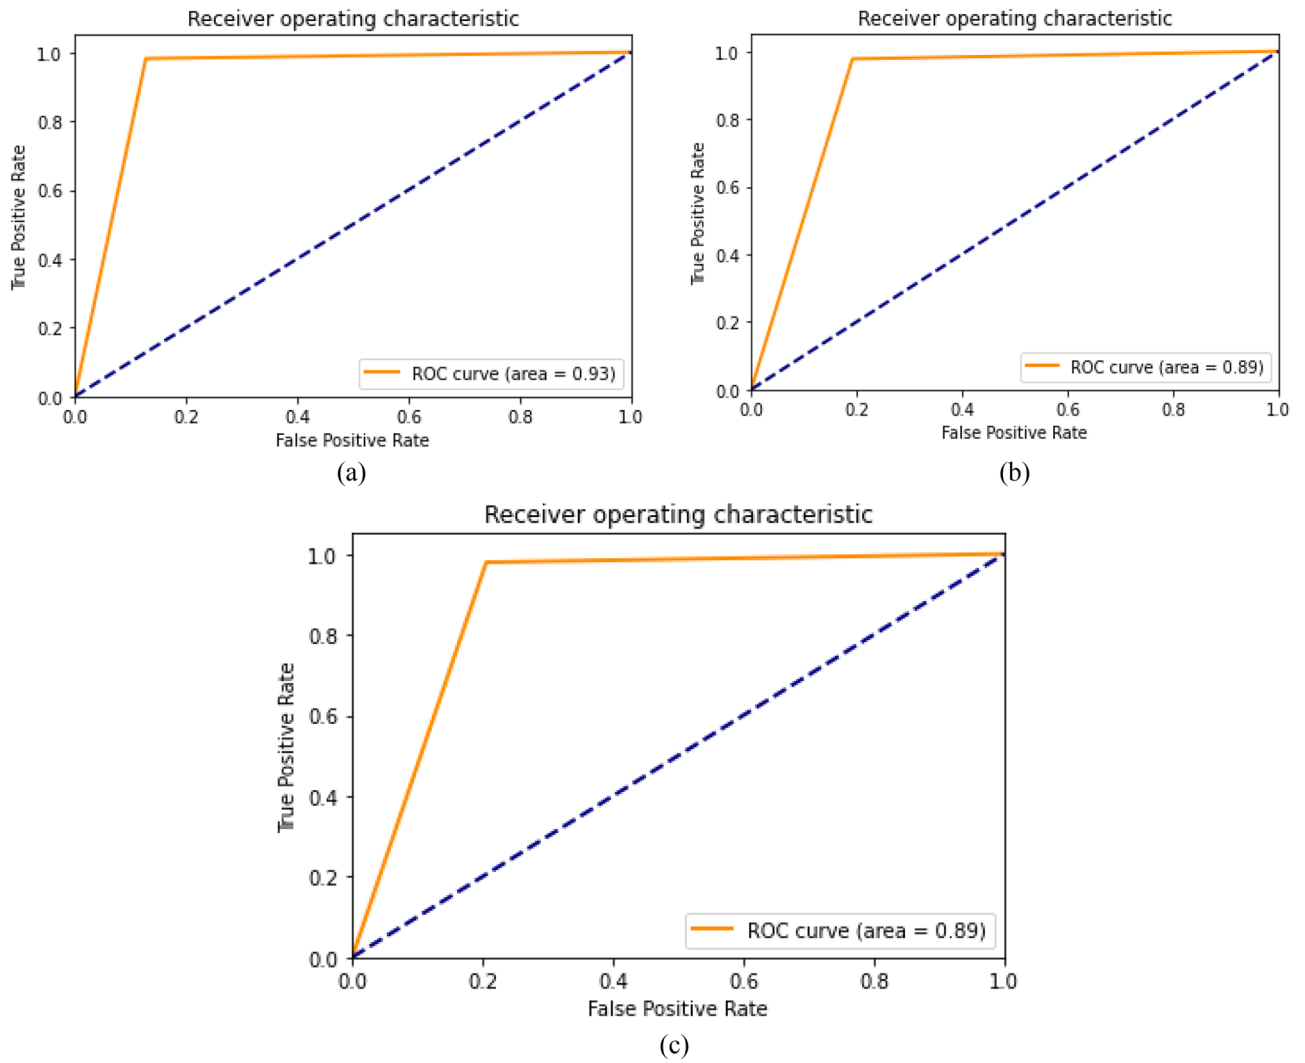 Receiver operating characteristic
1.0
0.8
0.6
0.4
0.2
0.0
True Positive Rate
ROC curve (area = 0.93)
0.0 0.2 0.4 0.6 0.8 1.0
False Positive Rate
(a)
Receiver operating characteristic
1.0
0.8
0.6
0.4
0.2
0.0
True Positive Rate
ROC curve (area = 0.89)
0.0 0.2 0.4 0.6 0.8 1.0
False Positive Rate
(b)
Receiver operating characteristic
1.0
0.8
0.6
0.4
0.2
0.0
True Positive Rate
ROC curve (area = 0.89)
0.0 0.2 0.4 0.6 0.8 1.0
False Positive Rate
(c)